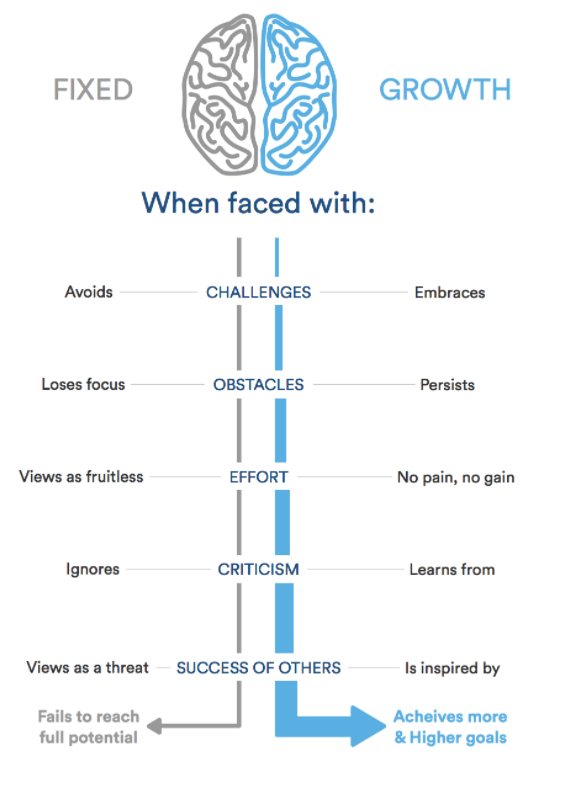 FIXED
GROWTH
When faced with:
Avoids CHALLENGES Embraces
Loses focus OBSTACLES Persists
Views as fruitless EFFORT No pain, no gain
Ignores CRITICISM Learns from
Views as a threat SUCCESS OF OTHERS Is inspired by
Fails to reach
full potential
Acheives more
& Higher goals